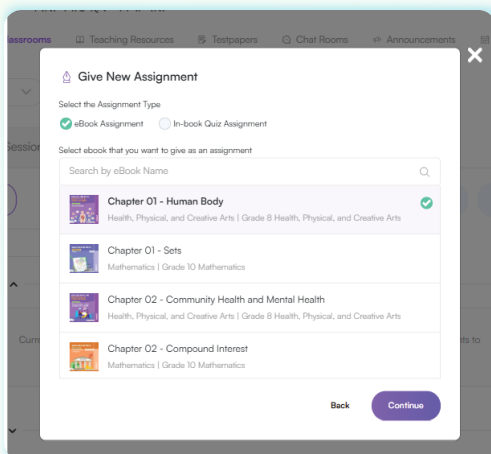 Classrooms Teaching Resources Testpapers Chat Rooms Announcements
Give New Assignment
Select the Assignment Type
eBook Assignment In-book Quiz Assignment
Session
Select ebook that you want to give as an assignment
Search by eBook Name
Chapter 01 - Human Body
Health, Physical, and Creative Arts | Grade 8 Health, Physical, and Creative Arts
Chapter 01 - Sets
Mathematics | Grade 10 Mathematics
Chapter 02 - Community Health and Mental Health
Health, Physical, and Creative Arts | Grade 8 Health, Physical, and Creative Arts
Chapter 02 - Compound Interest
Mathematics | Grade 10 Mathematics
Back Continue